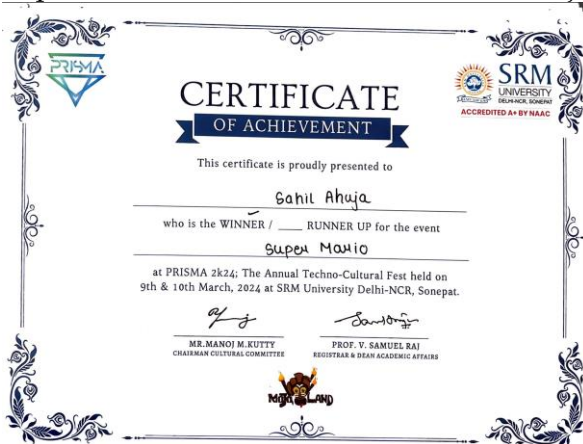 PRISMA
SRM
UNIVERSITY
DELHI-NCR, SONEPAT
ACCREDITED A+ BY NAAC
CERTIFICATE
OF ACHIEVEMENT
This certificate is proudly presented to
Sahil Ahuja
who is the WINNER / ____ RUNNER UP for the event
Super Mario
at PRISMA 2k24; The Annual Techno-Cultural Fest held on
9th & 10th March, 2024 at SRM University Delhi-NCR, Sonepat.
MR.MANOJ M.KUTTY
CHAIRMAN CULTURAL COMMITTEE
PROF. V. SAMUEL RAJ
REGISTRAR & DEAN ACADEMIC AFFAIRS